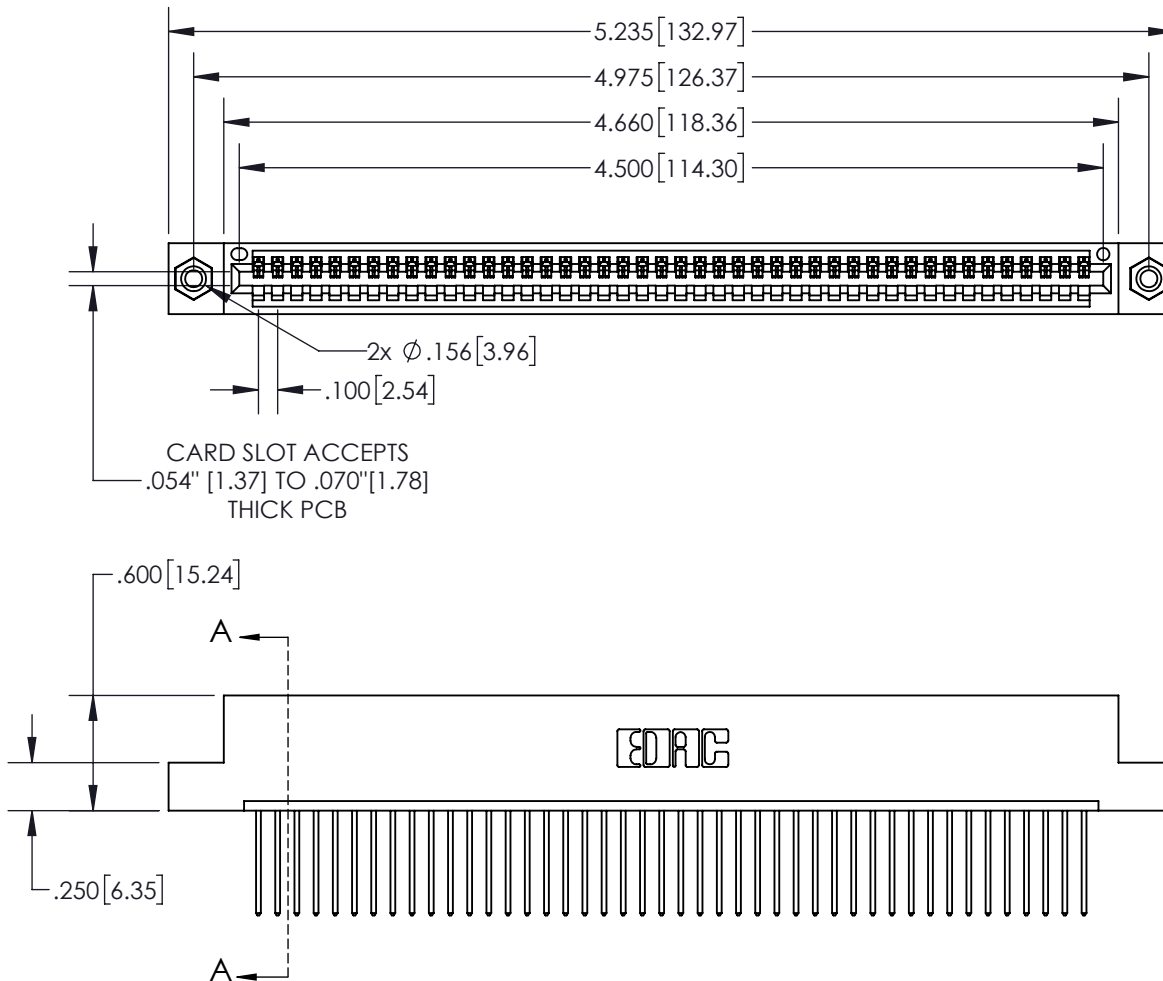 5.235[132.97]
4.975[126.37]
4.660[118.36]
4.500[114.30]
2x Ø.156[3.96]
.100[2.54]
CARD SLOT ACCEPTS
.054" [1.37] TO .070"[1.78]
THICK PCB
.600[15.24]
A
EDAC
.250[6.35]
A